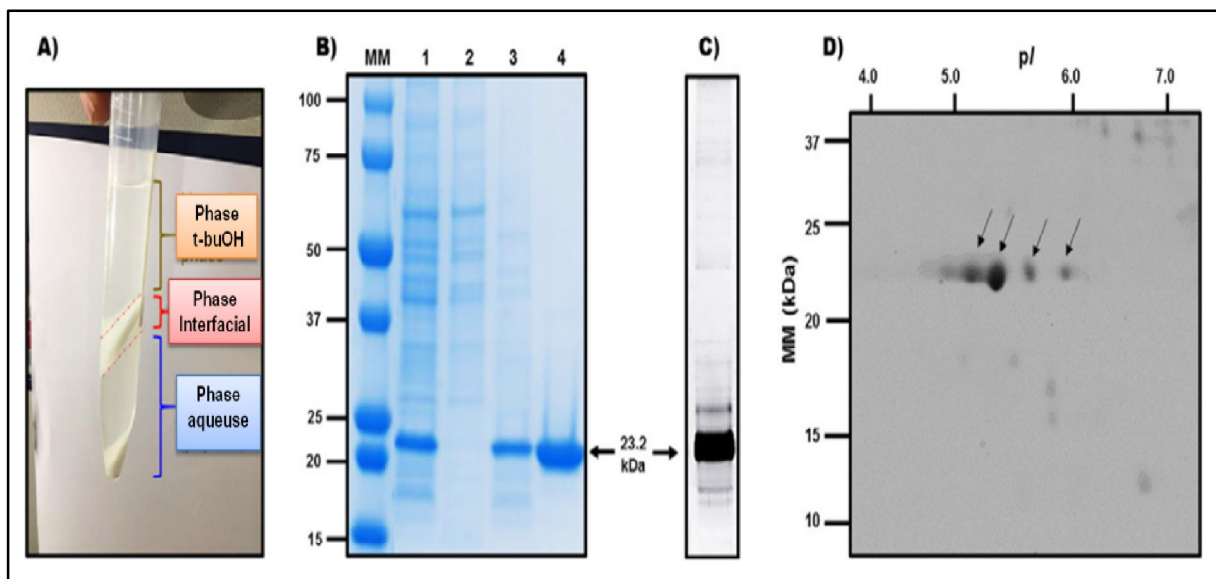 A)
Phase
t-buOH
Phase
Interfacial
Phase
aqueuse
B)
MM 1 2 3 4
100
75
50
37
25
20
15
23.2
kDa
C)
D)
pI
4.0 5.0 6.0 7.0
MM (kDa)
37
25
20
15
10